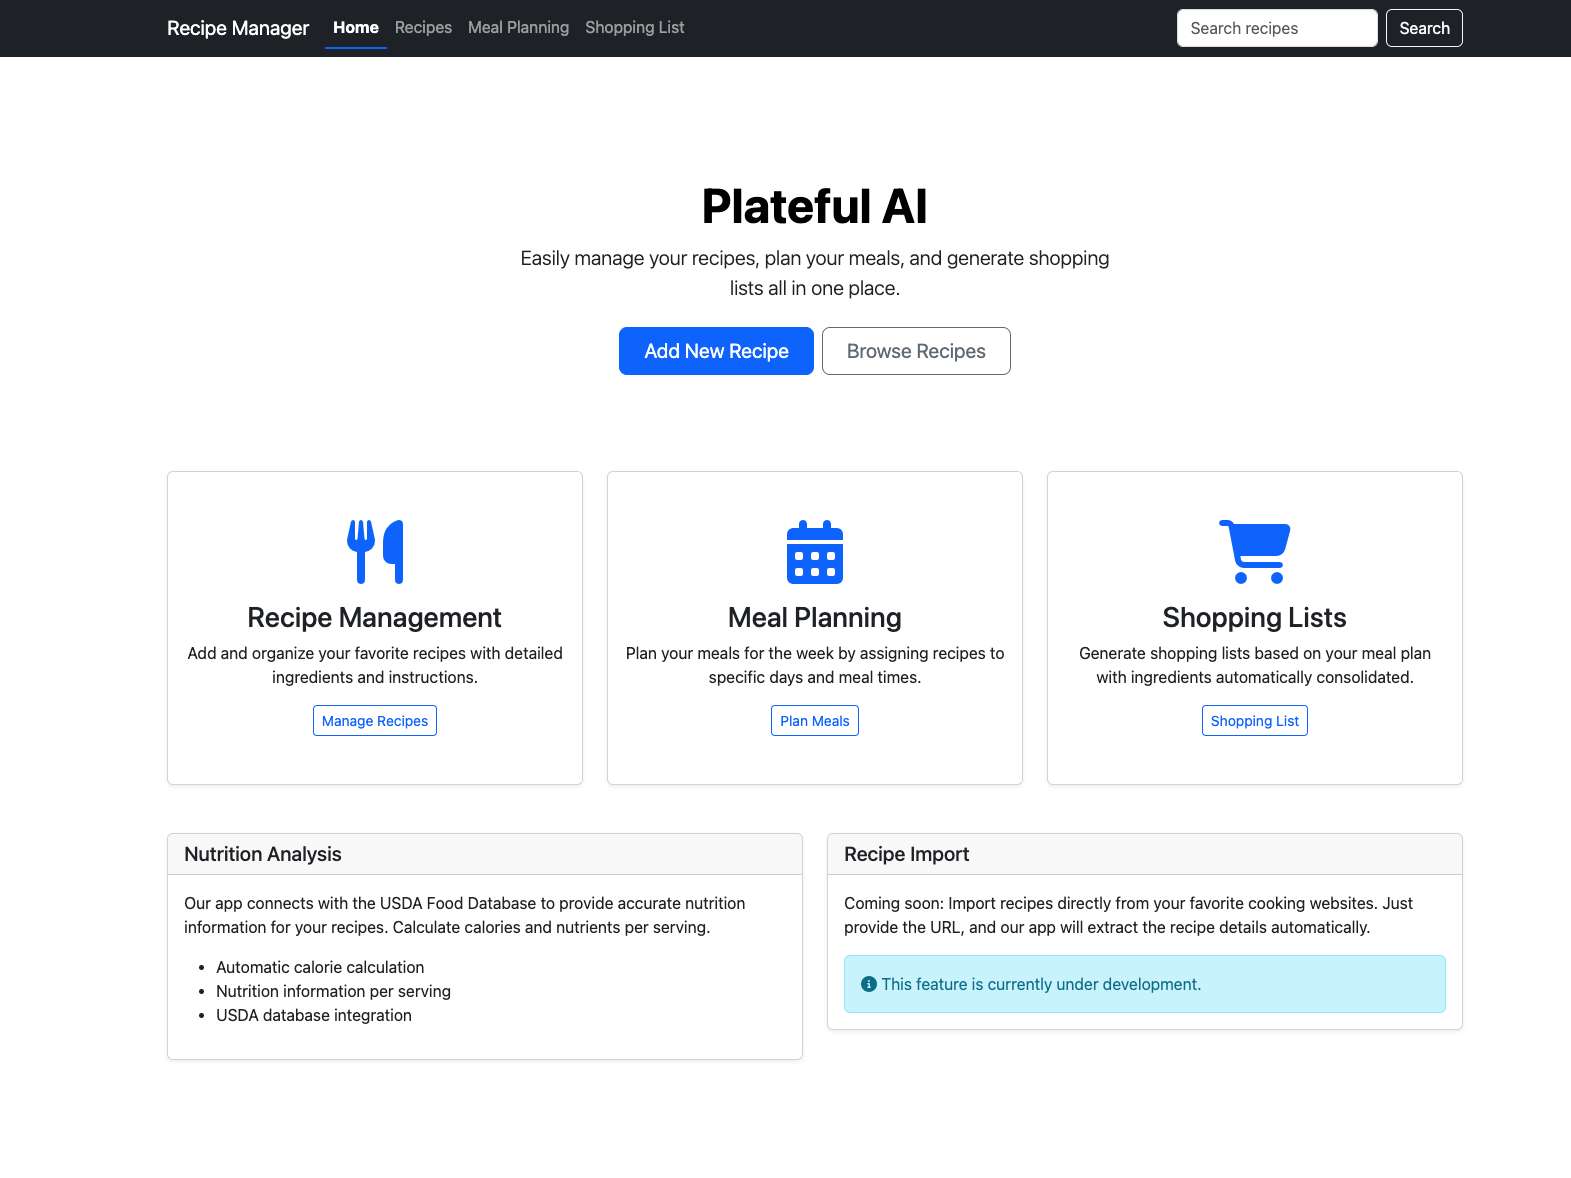 Recipe Manager Home Recipes Meal Planning Shopping List Search recipes Search
Plateful AI
Easily manage your recipes, plan your meals, and generate shopping
lists all in one place.
Add New Recipe Browse Recipes
Recipe Management
Add and organize your favorite recipes with detailed
ingredients and instructions.
Manage Recipes
Meal Planning
Plan your meals for the week by assigning recipes to
specific days and meal times.
Plan Meals
Shopping Lists
Generate shopping lists based on your meal plan
with ingredients automatically consolidated.
Shopping List
Nutrition Analysis
Our app connects with the USDA Food Database to provide accurate nutrition
information for your recipes. Calculate calories and nutrients per serving.
• Automatic calorie calculation
• Nutrition information per serving
• USDA database integration
Recipe Import
Coming soon: Import recipes directly from your favorite cooking websites. Just
provide the URL, and our app will extract the recipe details automatically.
This feature is currently under development.